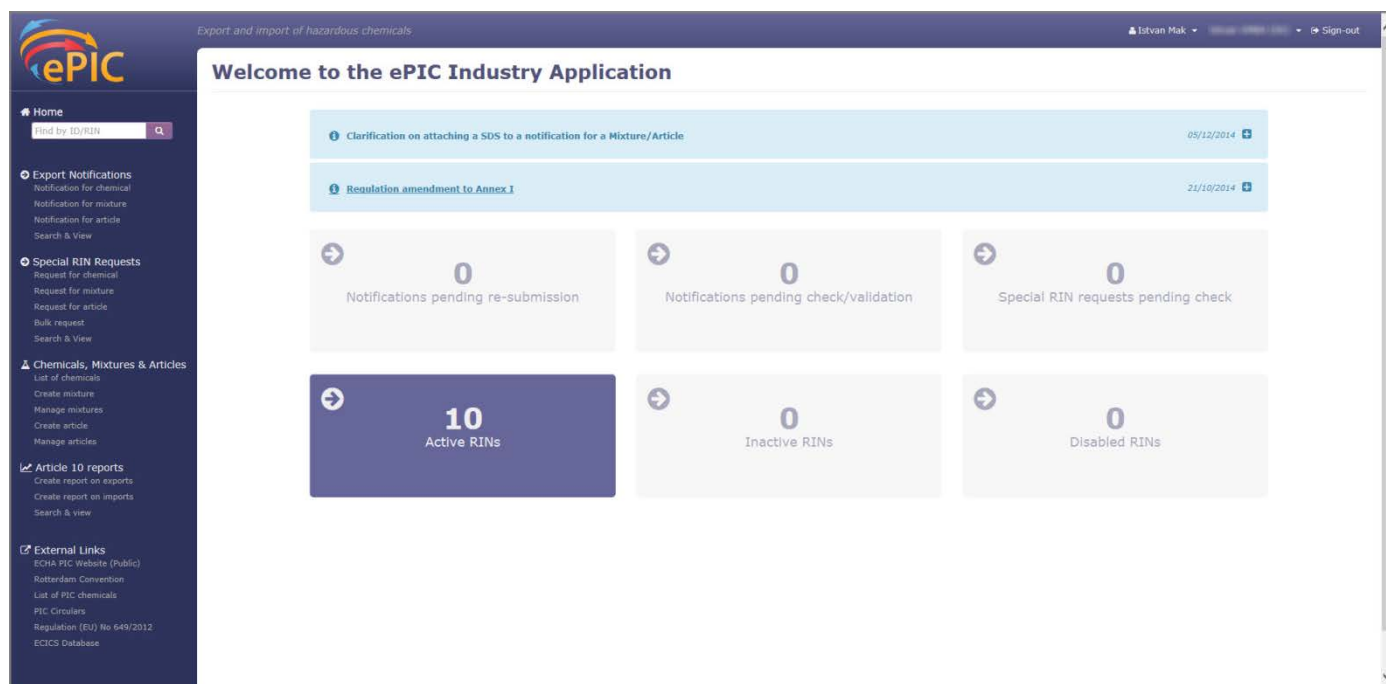 ePIC
Export and import of hazardous chemicals
Istvan Mak
Sign-out
Welcome to the ePIC Industry Application
Home
Find by ID/RIN
Export Notifications
Notification for chemical
Notification for mixture
Notification for article
Search & View
Special RIN Requests
Request for chemical
Request for mixture
Request for article
Bulk request
Search & View
Chemicals, Mixtures & Articles
List of chemicals
Create mixture
Manage mixtures
Create article
Manage articles
Article 10 reports
Create report on exports
Create report on imports
Search & view
External Links
ECHA PIC Website (Public)
Rotterdam Convention
List of PIC chemicals
PIC Circulars
Regulation (EU) No 649/2012
ECICS Database
Clarification on attaching a SDS to a notification for a Mixture/Article 05/12/2014
Regulation amendment to Annex I 21/10/2014
0
Notifications pending re-submission
0
Notifications pending check/validation
0
Special RIN requests pending check
10
Active RINs
0
Inactive RINs
0
Disabled RINs